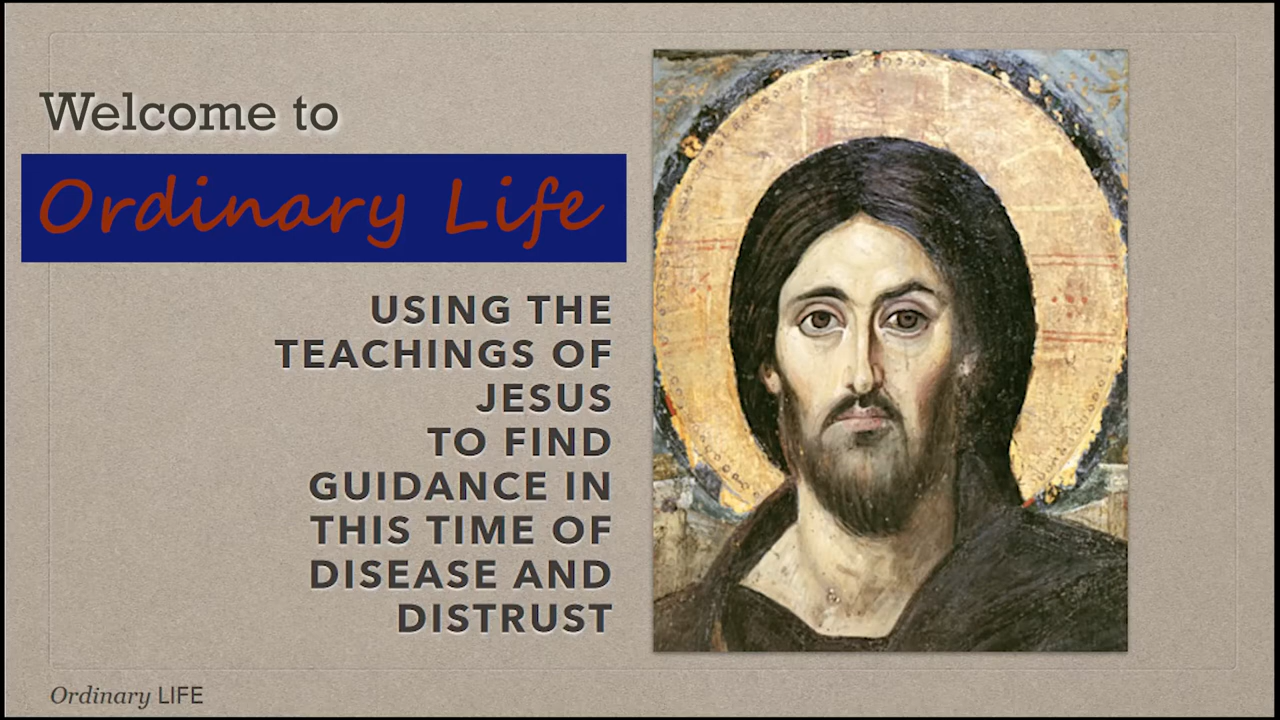 Welcome to
Ordinary Life
USING THE
TEACHINGS OF
JESUS
TO FIND
GUIDANCE IN
THIS TIME OF
DISEASE AND
DISTRUST
Ordinary LIFE